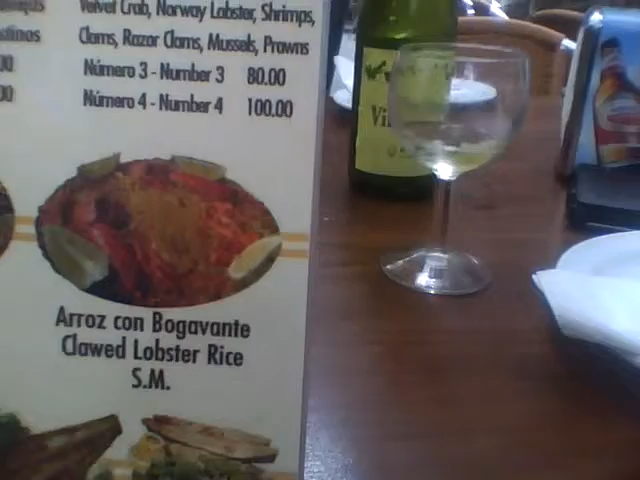 Velvet Crab, Norway Lobster, Shrimps,
Clams, Razor Clams, Mussels, Prawns
Número 3 - Number 3 80.00
Número 4 - Number 4 100.00
Arroz con Bogavante
Clawed Lobster Rice
S.M.